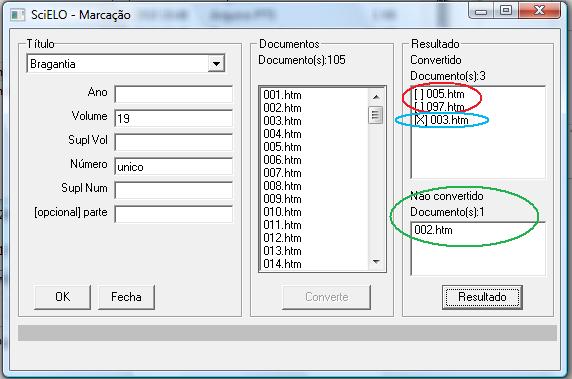 SciELO - Marcação
Título
Bragantia
Ano
Volume 19
Supl Vol
Número unico
Supl Num
[opcional] parte
OK Fecha
Documentos
Documento(s):105
001.htm
002.htm
003.htm
004.htm
005.htm
006.htm
007.htm
008.htm
009.htm
010.htm
011.htm
012.htm
013.htm
014.htm
Converte
Resultado
Convertido
Documento(s):3
[ ] 005.htm
[ ] 097.htm
[X] 003.htm
Não convertido
Documento(s):1
002.htm
Resultado